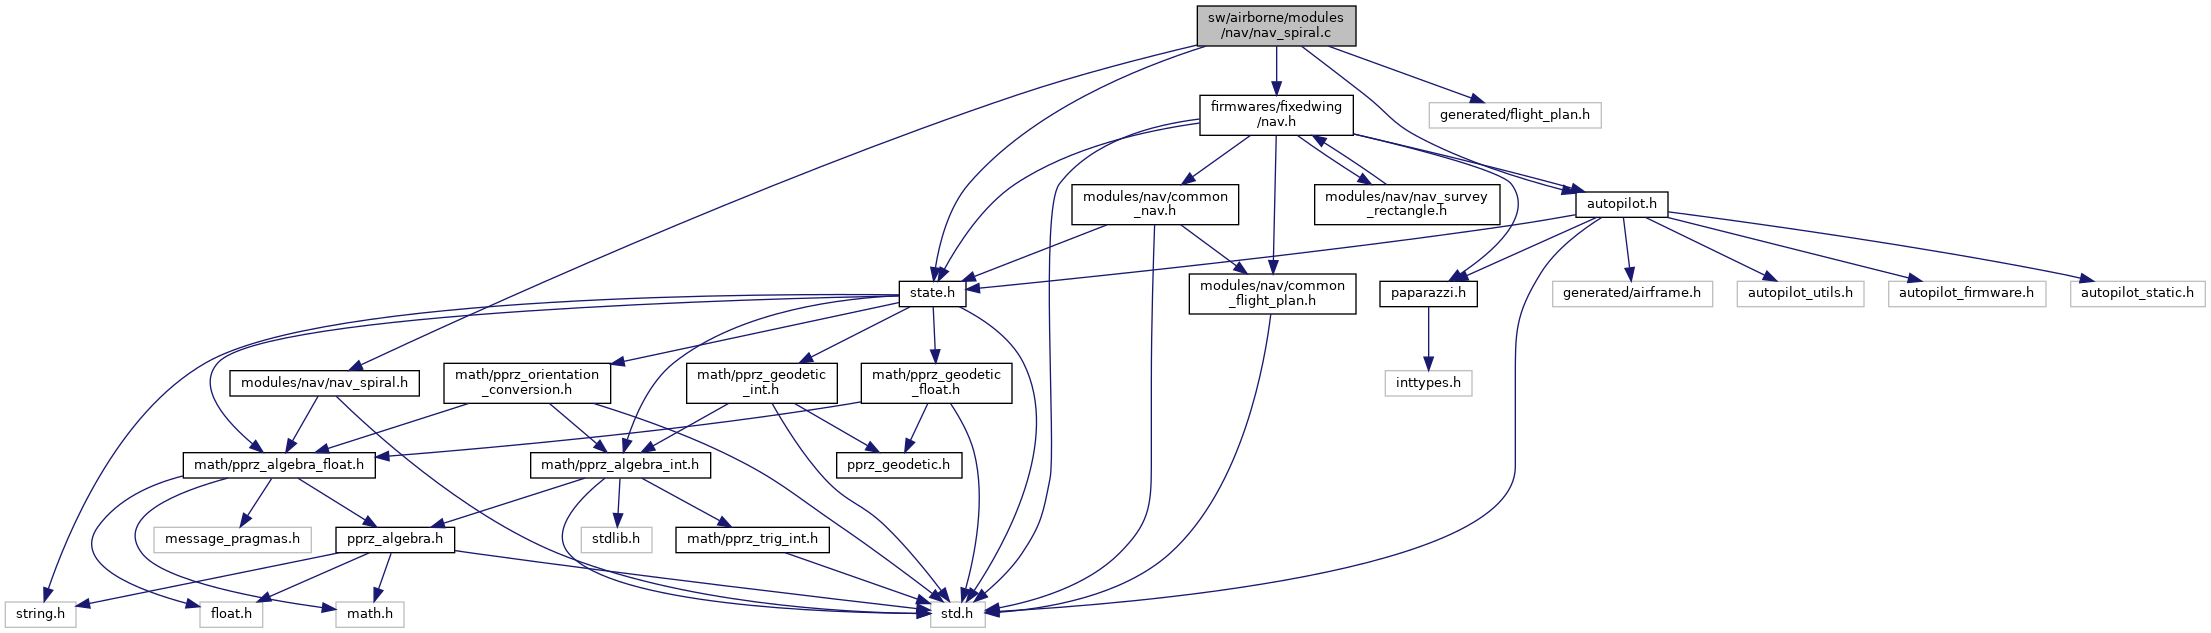 sw/airborne/modules
/nav/nav_spiral.c
firmwares/fixedwing
/nav.h
generated/flight_plan.h
modules/nav/common
_nav.h
modules/nav/nav_survey
_rectangle.h
autopilot.h
state.h
modules/nav/common
_flight_plan.h
paparazzi.h
generated/airframe.h
autopilot_utils.h
autopilot_firmware.h
autopilot_static.h
modules/nav/nav_spiral.h
math/pprz_orientation
_conversion.h
math/pprz_geodetic
_int.h
math/pprz_geodetic
_float.h
inttypes.h
math/pprz_algebra_float.h
math/pprz_algebra_int.h
pprz_geodetic.h
message_pragmas.h
pprz_algebra.h
stdlib.h
math/pprz_trig_int.h
string.h
float.h
math.h
std.h